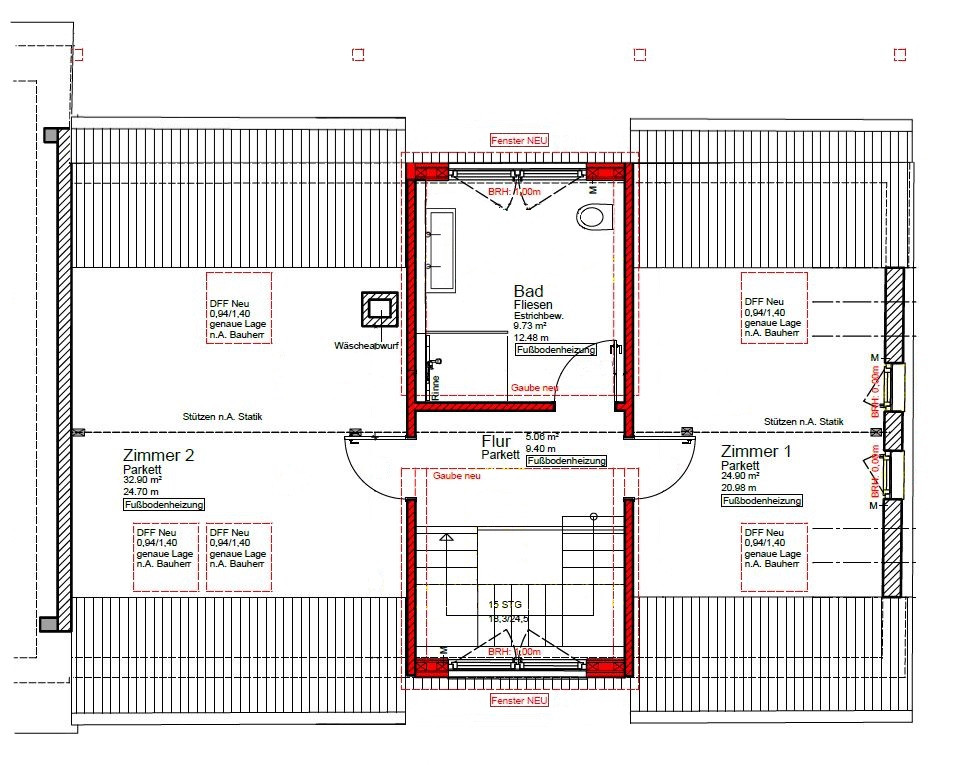 Fenster NEU
BRH: 1,00m
M
Bad
Fliesen
Estrichbew.
9.73 m²
12.48 m
Fußbodenheizung
DFF Neu
0,94/1,40
genaue Lage
n.A. Bauherr
DFF Neu
0,94/1,40
genaue Lage
n.A. Bauherr
Wäscheabwurf
Rinne
Gaube neu
M
BRH: 0,00m
Stützen n.A. Statik
Stützen n.A. Statik
Zimmer 2
Parkett
32.90 m²
24.70 m
Fußbodenheizung
Flur
Parkett
5.06 m²
9.40 m
Fußbodenheizung
Zimmer 1
Parkett
24.90 m²
20.98 m
Fußbodenheizung
BRH: 0,00m
M
Gaube neu
DFF Neu
0,94/1,40
genaue Lage
n.A. Bauherr
DFF Neu
0,94/1,40
genaue Lage
n.A. Bauherr
DFF Neu
0,94/1,40
genaue Lage
n.A. Bauherr
15 STG
18,3/24,5
M
BRH: 1,00m
Fenster NEU